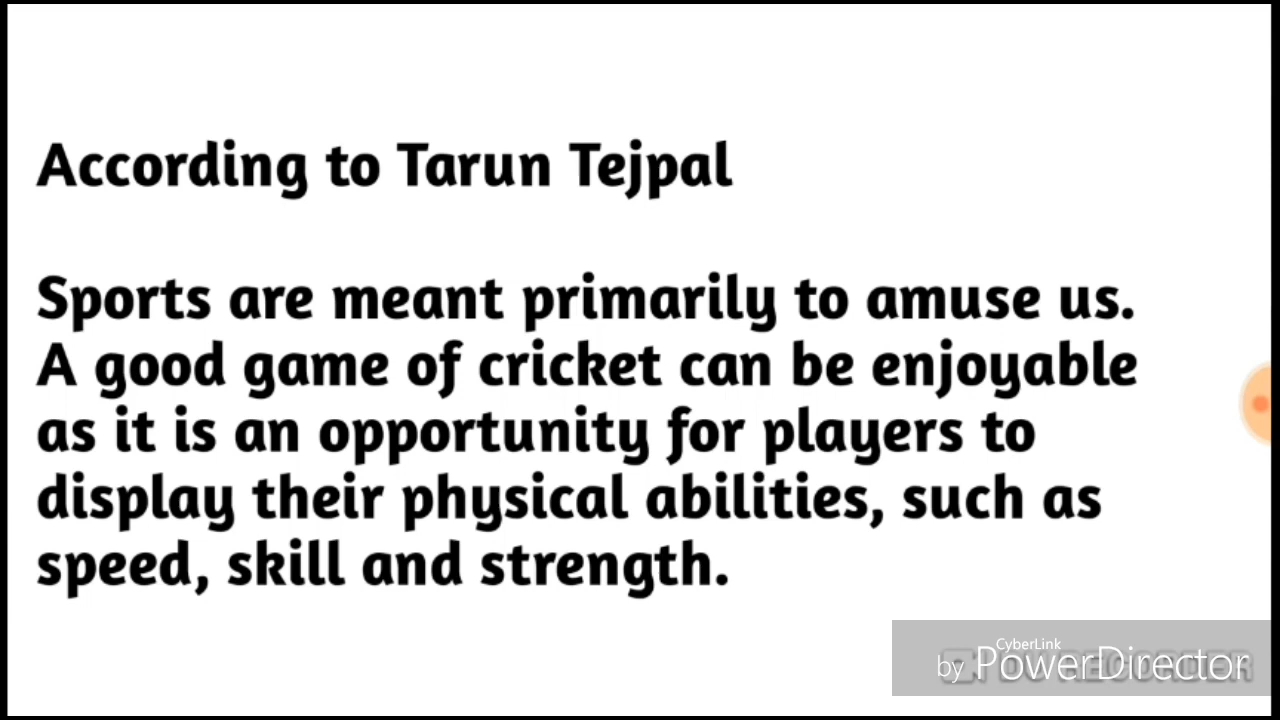 According to Tarun Tejpal
Sports are meant primarily to amuse us.
A good game of cricket can be enjoyable
as it is an opportunity for players to
display their physical abilities, such as
speed, skill and strength.
CyberLink
by PowerDirector